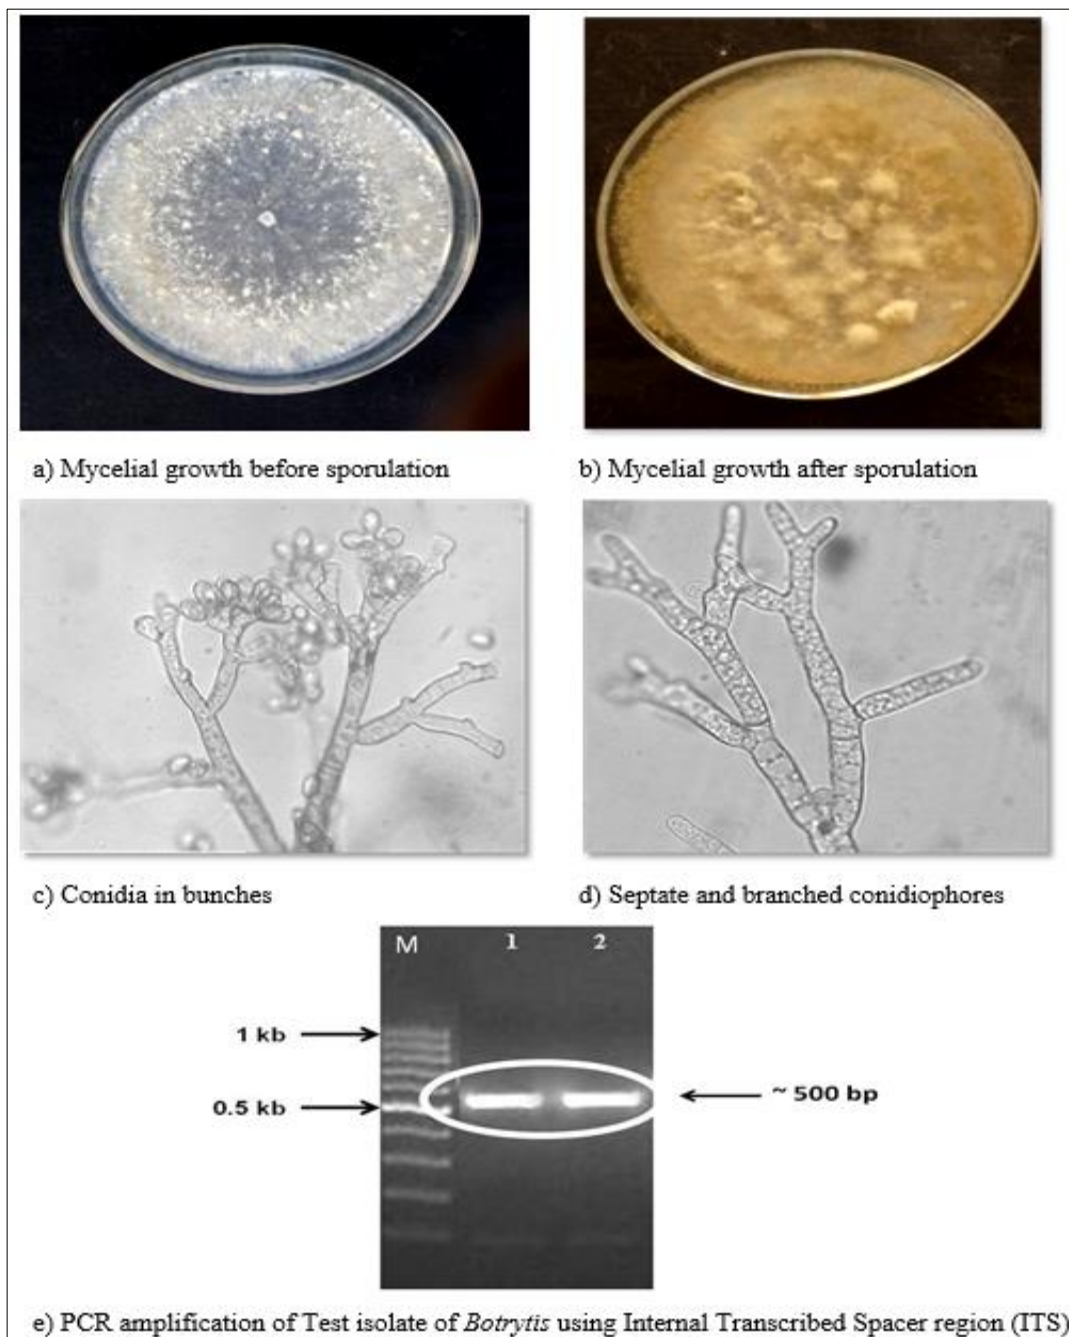 a) Mycelial growth before sporulation
b) Mycelial growth after sporulation
c) Conidia in bunches
d) Septate and branched conidiophores
M 1 2
1 kb
0.5 kb
~ 500 bp
e) PCR amplification of Test isolate of Botrytis using Internal Transcribed Spacer region (ITS)